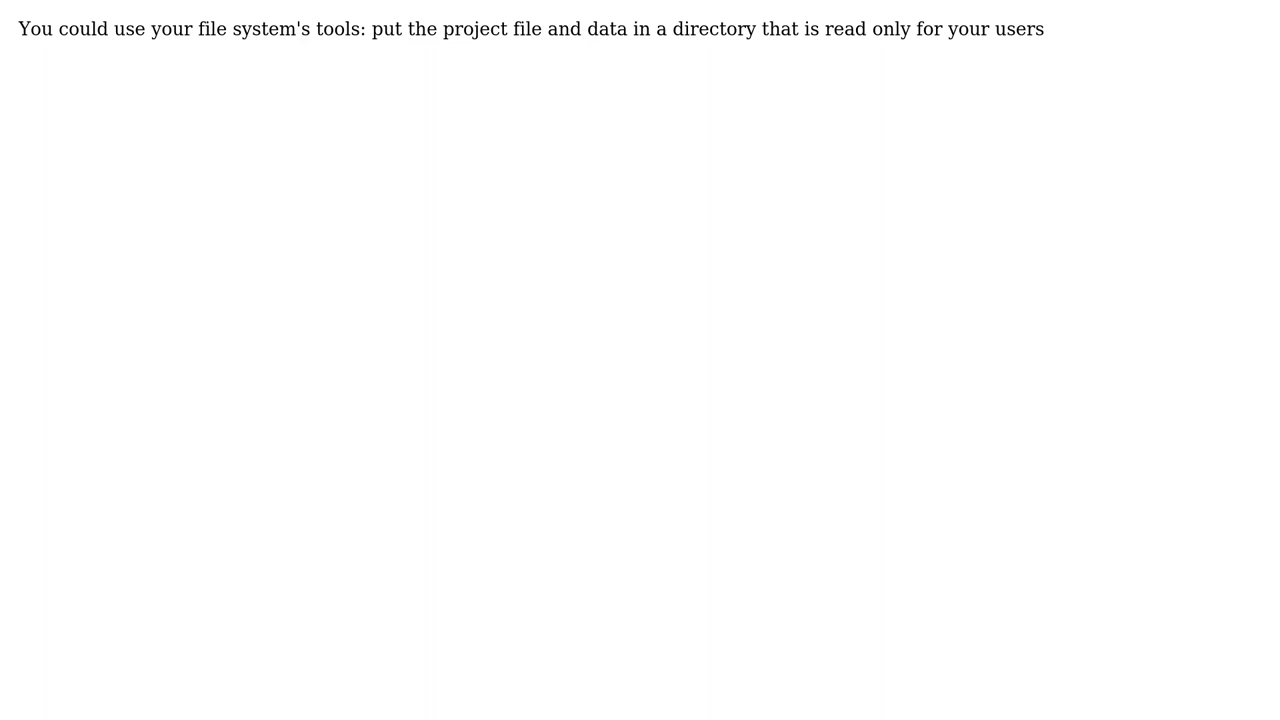 You could use your file system's tools: put the project file and data in a directory that is read only for your users